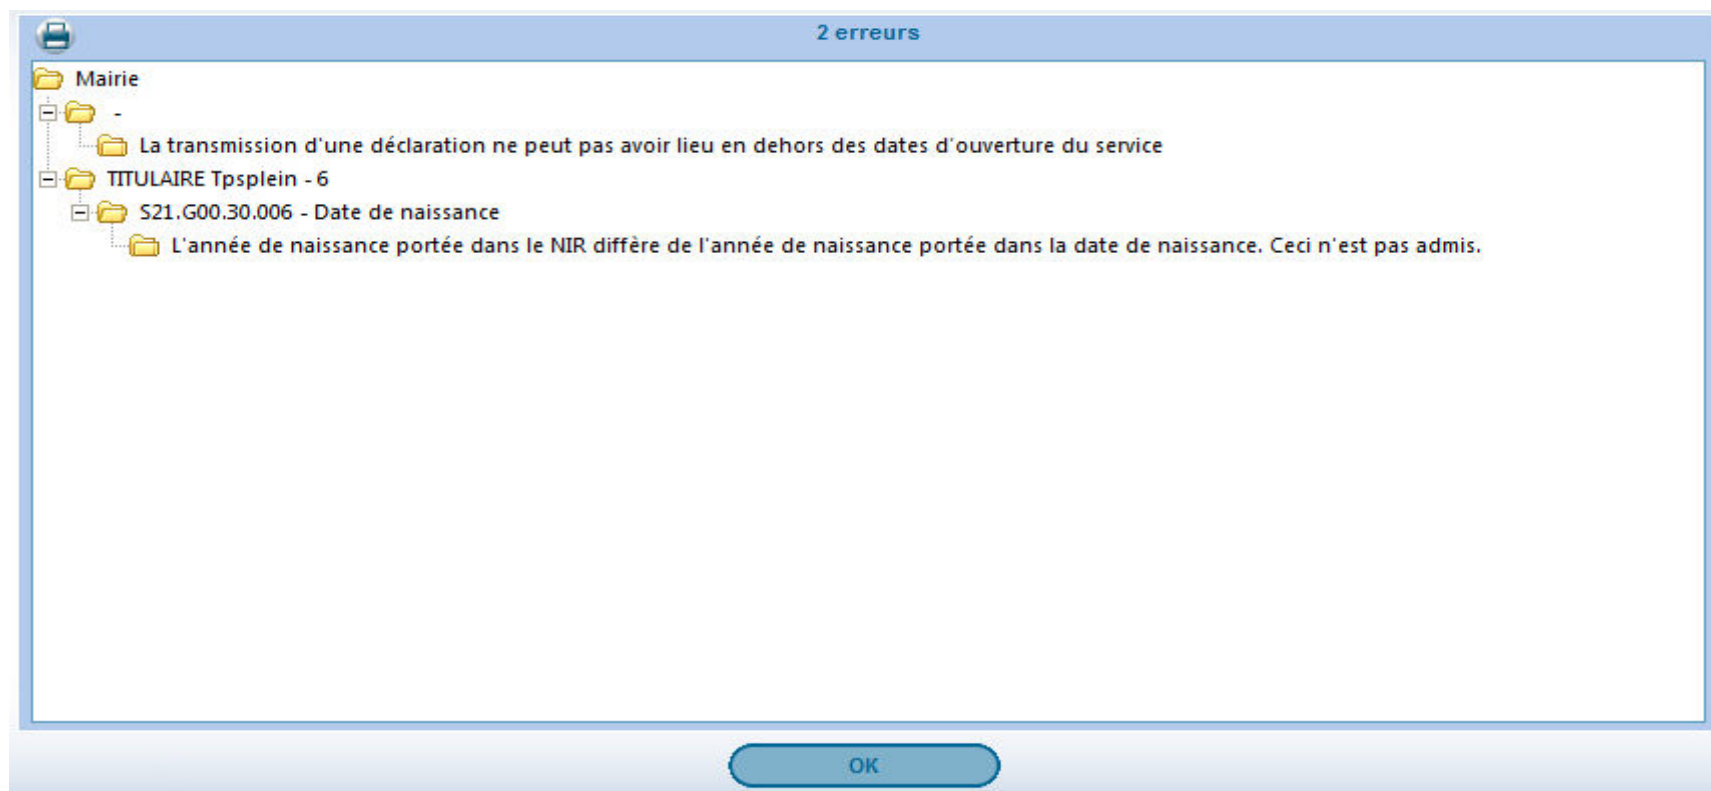 2 erreurs
Mairie
-
La transmission d'une déclaration ne peut pas avoir lieu en dehors des dates d'ouverture du service
TITULAIRE Tpsplein - 6
S21.G00.30.006 - Date de naissance
L'année de naissance portée dans le NIR diffère de l'année de naissance portée dans la date de naissance. Ceci n'est pas admis.
OK